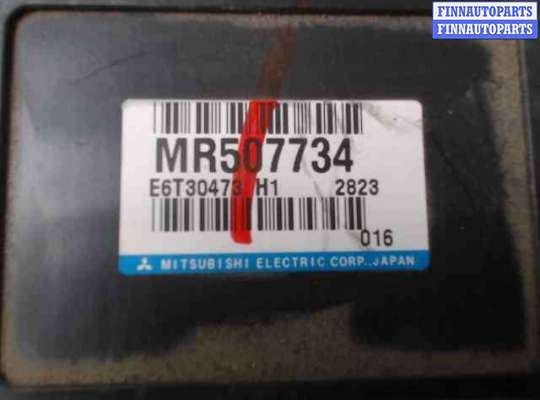 FINNAUTOPARTS
FINNAUTOPARTS
MR507734
E6T30473 H1 2823
016
MITSUBISHI ELECTRIC CORP. JAPAN